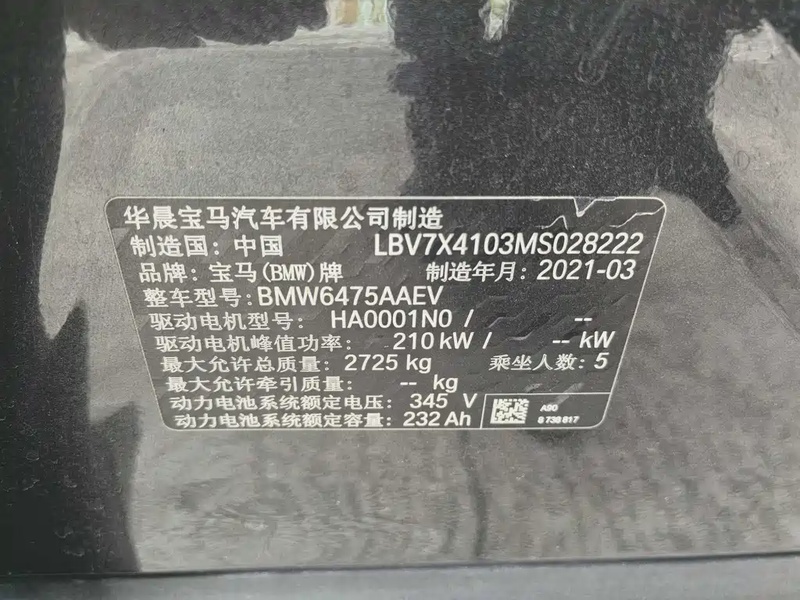 华晨宝马汽车有限公司制造
制造国：中国 LBV7X4103MS028222
品牌：宝马(BMW)牌 制造年月：2021-03
整车型号：BMW6475AAEV
驱动电机型号： HA0001N0 / --
驱动电机峰值功率： 210 kW / -- kW
最大允许总质量： 2725 kg 乘坐人数：5
最大允许牵引质量： -- kg
动力电池系统额定电压： 345 V
动力电池系统额定容量： 232 Ah
A90
8 738 817